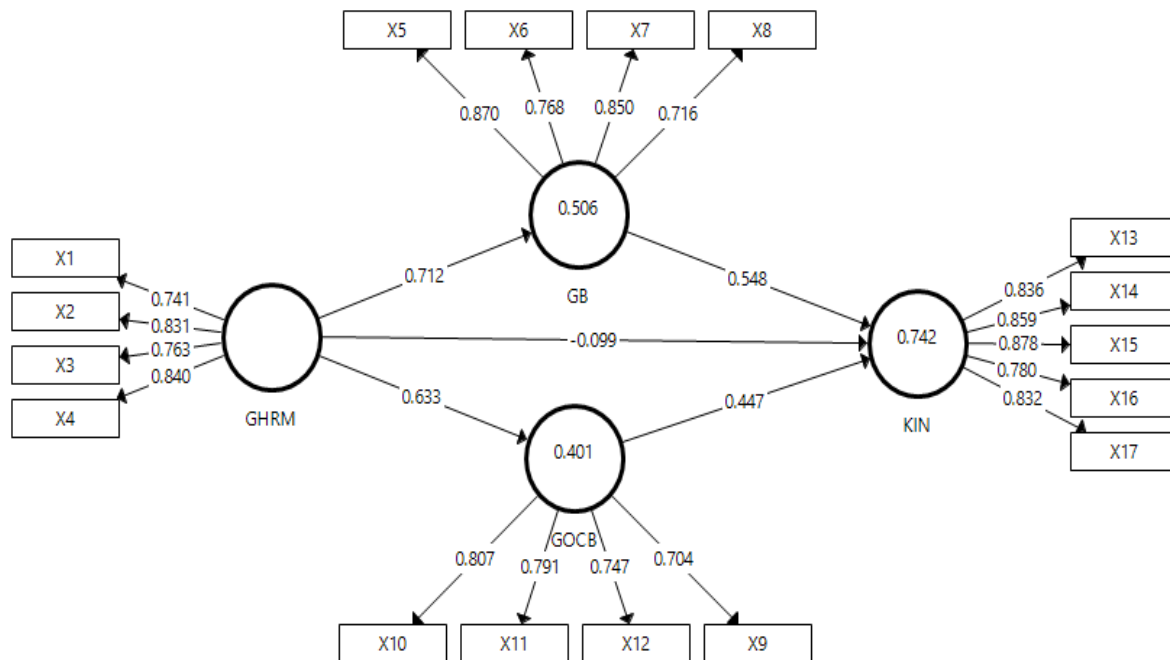 X5 X6 X7 X8
0.870 0.768 0.850 0.716
0.506
GB
X1
X2
X3
X4
0.741
0.831
0.763
0.840
GHRM
0.712
0.548
-0.099
0.633
0.447
0.742
KIN
X13
X14
X15
X16
X17
0.836
0.859
0.878
0.780
0.832
0.401
GOCB
0.807 0.791 0.747 0.704
X10 X11 X12 X9